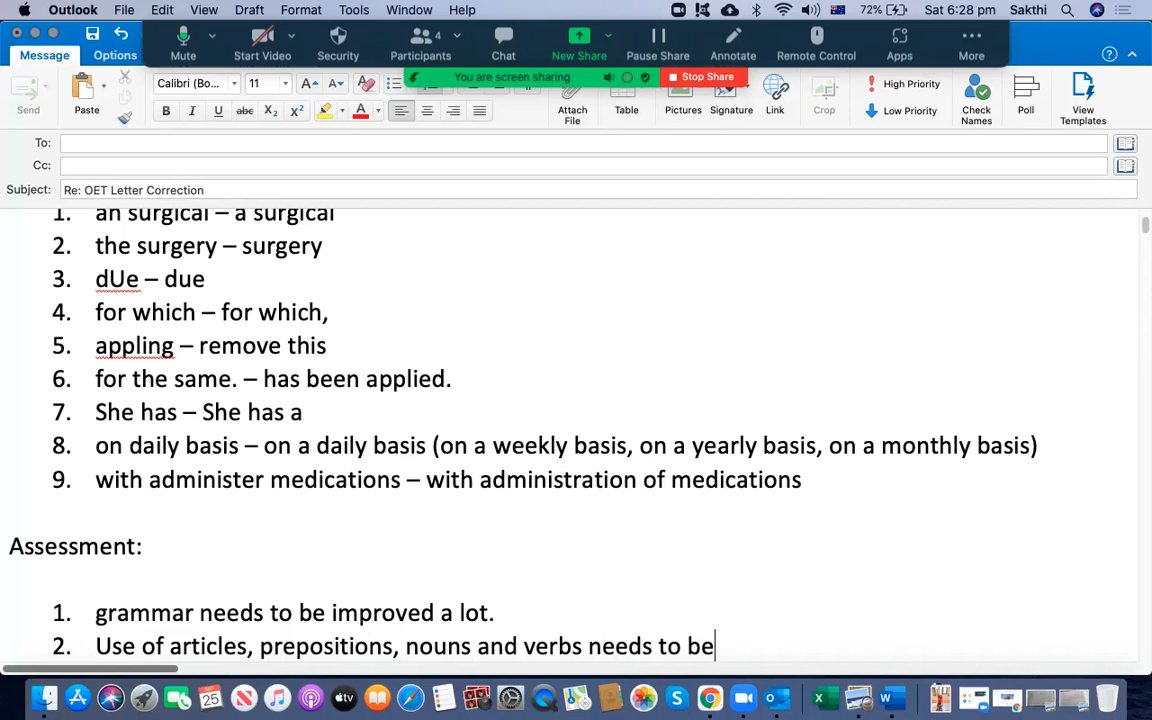 Outlook File Edit View Draft Format Tools Window Help 72% Sat 6:28 pm Sakthi
Mute Start Video Security Participants 4 Chat New Share Pause Share Annotate Remote Control Apps More
You are screen sharing Stop Share
Message Options
Send Paste Calibri (Bo... 11 Attach File Table Pictures Signature Link Crop High Priority Low Priority Check Names Poll View Templates
To:
Cc:
Subject: Re: OET Letter Correction
1. an surgical – a surgical
2. the surgery – surgery
3. dUe – due
4. for which – for which,
5. appling – remove this
6. for the same. – has been applied.
7. She has – She has a
8. on daily basis – on a daily basis (on a weekly basis, on a yearly basis, on a monthly basis)
9. with administer medications – with administration of medications
Assessment:
1. grammar needs to be improved a lot.
2. Use of articles, prepositions, nouns and verbs needs to be